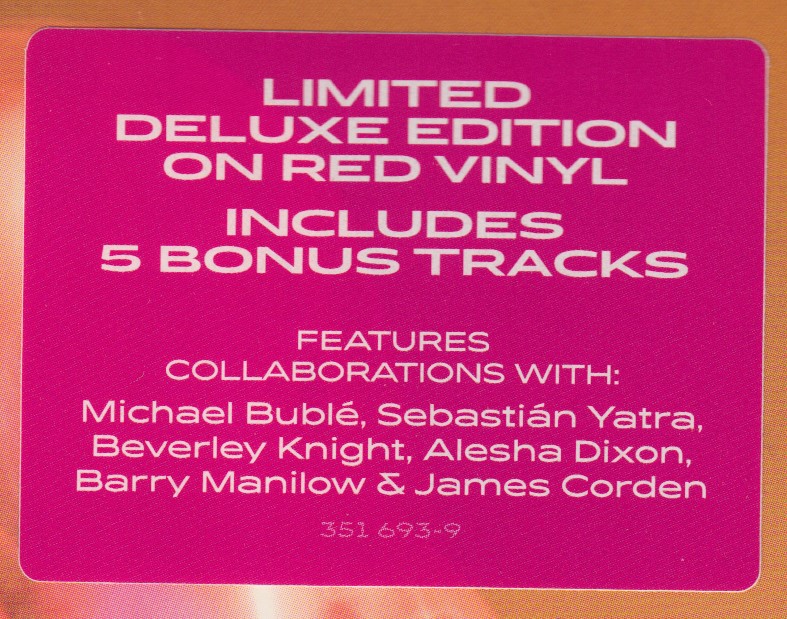 LIMITED
DELUXE EDITION
ON RED VINYL
INCLUDES
5 BONUS TRACKS
FEATURES
COLLABORATIONS WITH:
Michael Bublé, Sebastián Yatra,
Beverley Knight, Alesha Dixon,
Barry Manilow & James Corden
351 693-9